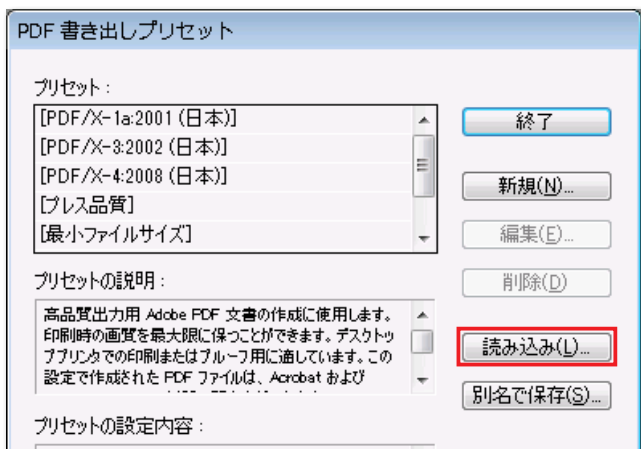 PDF 書き出しプリセット
プリセット：
[PDF/X-1a:2001 (日本)]
[PDF/X-3:2002 (日本)]
[PDF/X-4:2008 (日本)]
[プレス品質]
[最小ファイルサイズ]
終了
新規(N)...
編集(E)...
削除(D)
読み込み(L)...
別名で保存(S)...
プリセットの説明：
高品質出力用 Adobe PDF 文書の作成に使用します。
印刷時の画質を最大限に保つことができます。デスクトッ
ププリンタでの印刷またはプルーフ用に適しています。この
設定で作成された PDF ファイルは、Acrobat および
プリセットの設定内容：